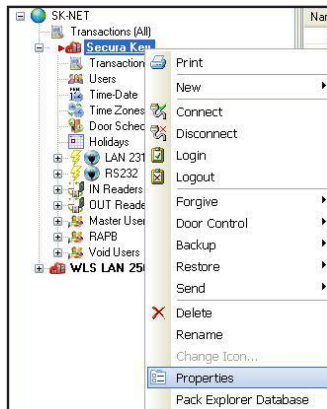 SK-NET
Transactions (All)
Secura Key
Transaction
Users
Time-Date
Time Zones
Door Sched
Holidays
LAN 231
RS232
IN Readers
OUT Reade
Master User
RAPB
Void Users
WLS LAN 250
Nar
Print
New
Connect
Disconnect
Login
Logout
Forgive
Door Control
Backup
Restore
Send
Delete
Rename
Change Icon...
Properties
Pack Explorer Database